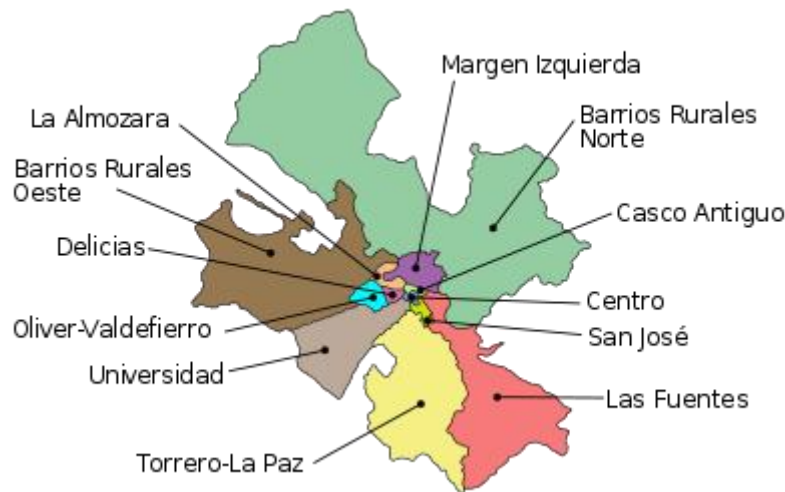 Margen Izquierda
La Almozara
Barrios Rurales
Norte
Barrios Rurales
Oeste
Casco Antiguo
Delicias
Centro
Oliver-Valdefierro
San José
Universidad
Las Fuentes
Torrero-La Paz